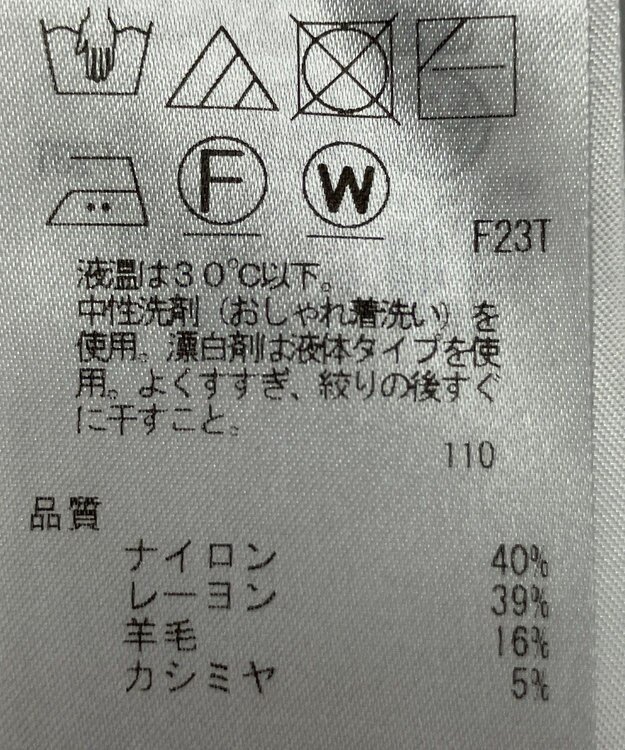 F
W
F23T
液温は30℃以下。
中性洗剤（おしゃれ着洗い）を
使用。漂白剤は液体タイプを使
用。よくすすぎ、絞りの後すぐ
に干すこと。
110
品質
ナイロン 40%
レーヨン 39%
羊毛 16%
カシミヤ 5%